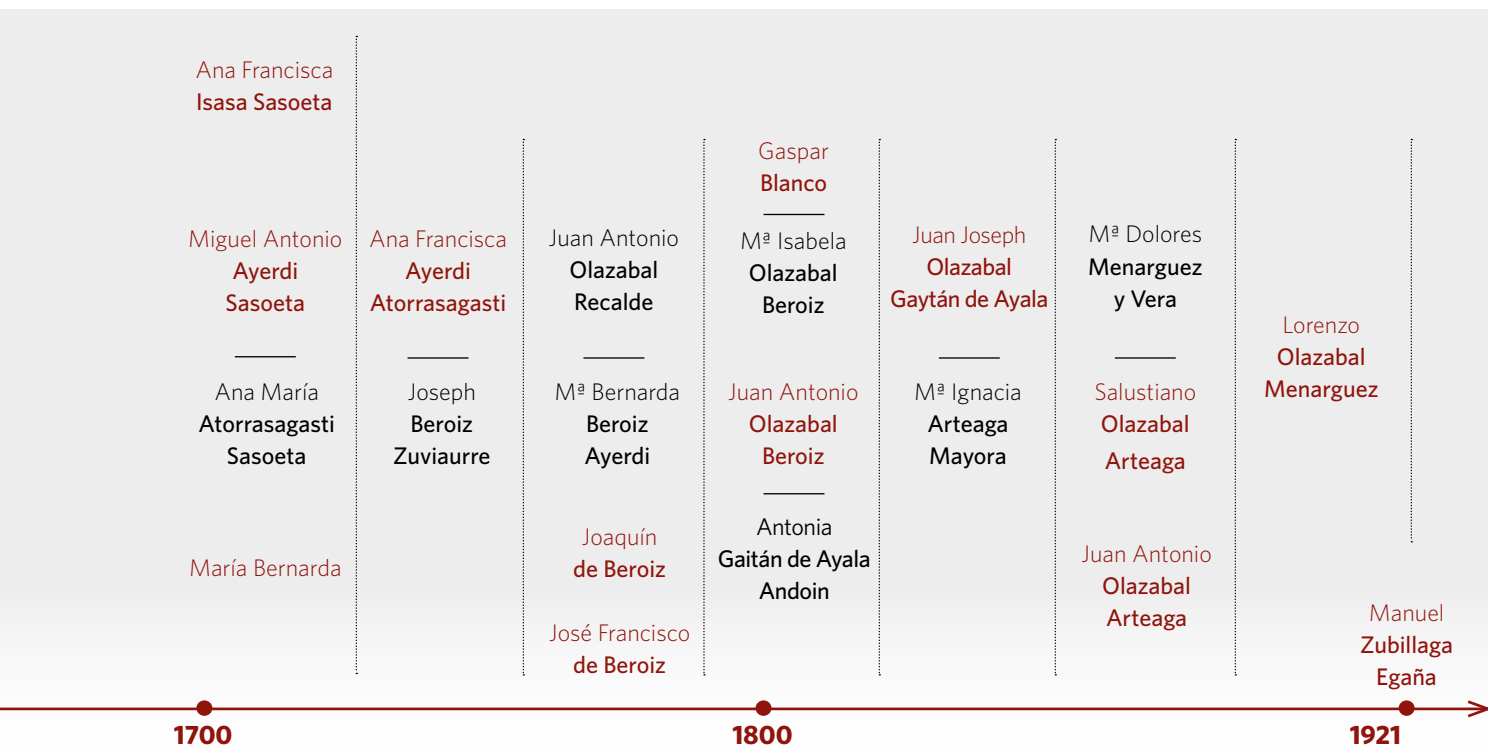 Ana Francisca
Isasa Sasoeta
Miguel Antonio
Ayerdi
Sasoeta
Ana María
Atorrasagasti
Sasoeta
María Bernarda
Ana Francisca
Ayerdi
Atorrasagasti
Joseph
Beroiz
Zuviaurre
Juan Antonio
Olazabal
Recalde
Mª Bernarda
Beroiz
Ayerdi
Joaquín
de Beroiz
José Francisco
de Beroiz
Gaspar
Blanco
Mª Isabela
Olazabal
Beroiz
Juan Antonio
Olazabal
Beroiz
Antonia
Gaitán de Ayala
Andoin
Juan Joseph
Olazabal
Gaytán de Ayala
Mª Ignacia
Arteaga
Mayora
Mª Dolores
Menarguez
y Vera
Salustiano
Olazabal
Arteaga
Juan Antonio
Olazabal
Arteaga
Lorenzo
Olazabal
Menarguez
Manuel
Zubillaga
Egaña
1700
1800
1921